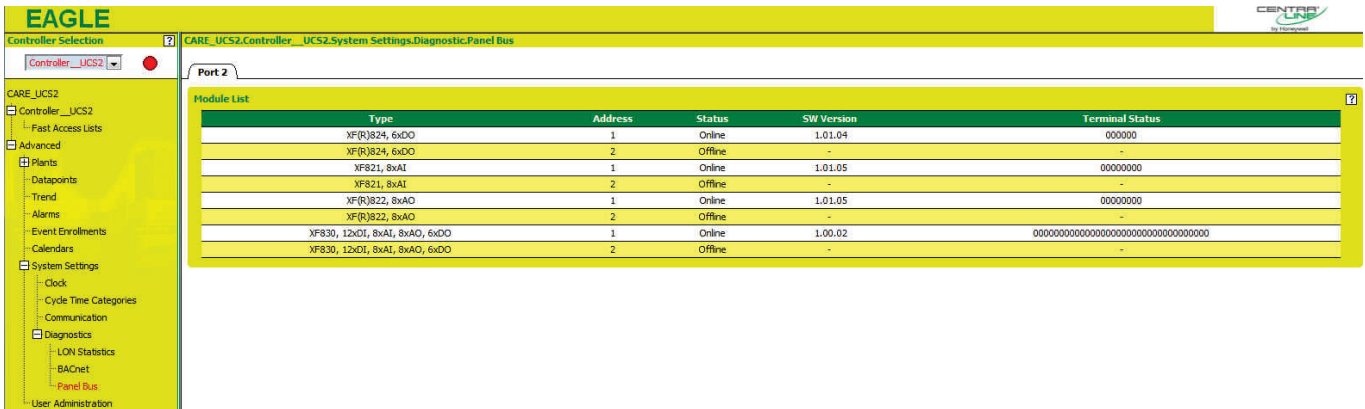 EAGLE
CENTRA
LINE
by Honeywell
Controller Selection ?
Controller__UCS2
CARE_UCS2
Controller__UCS2
Fast Access Lists
Advanced
Plants
Datapoints
Trend
Alarms
Event Enrollments
Calendars
System Settings
Clock
Cycle Time Categories
Communication
Diagnostics
LON Statistics
BACnet
Panel Bus
User Administration
CARE_UCS2.Controller__UCS2.System Settings.Diagnostic.Panel Bus
Port 2
Module List ?
Type Address Status SW Version Terminal Status
XF(R)824, 6xDO 1 Online 1.01.04 000000
XF(R)824, 6xDO 2 Offline - -
XF821, 8xAI 1 Online 1.01.05 00000000
XF821, 8xAI 2 Offline - -
XF(R)822, 8xAO 1 Online 1.01.05 00000000
XF(R)822, 8xAO 2 Offline - -
XF830, 12xDI, 8xAI, 8xAO, 6xDO 1 Online 1.00.02 0000000000000000000000000000000000
XF830, 12xDI, 8xAI, 8xAO, 6xDO 2 Offline - -